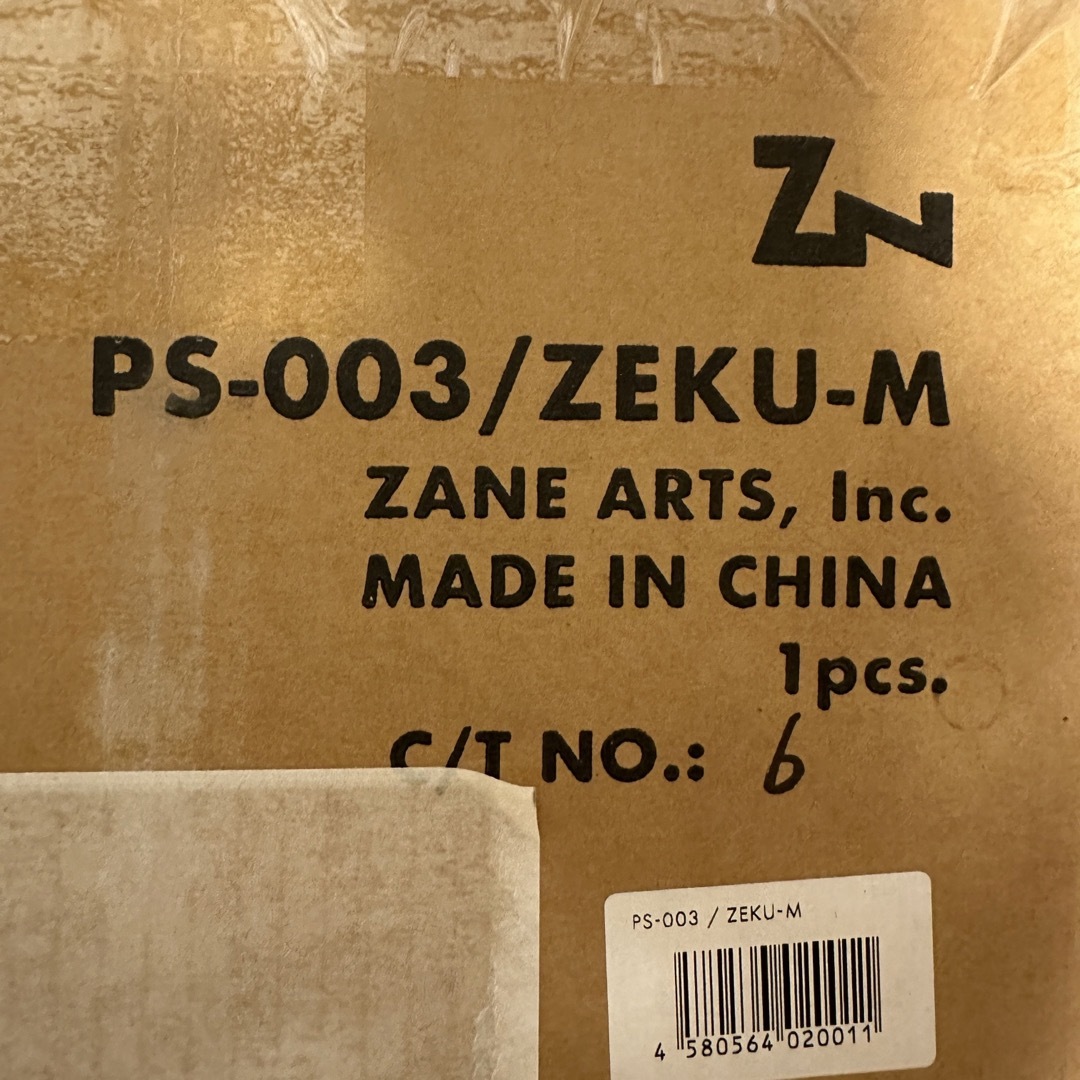 ZN
PS-003/ZEKU-M
ZANE ARTS, Inc.
MADE IN CHINA
1pcs.
C/T NO.: 6
PS-003 / ZEKU-M
4 580564 020011